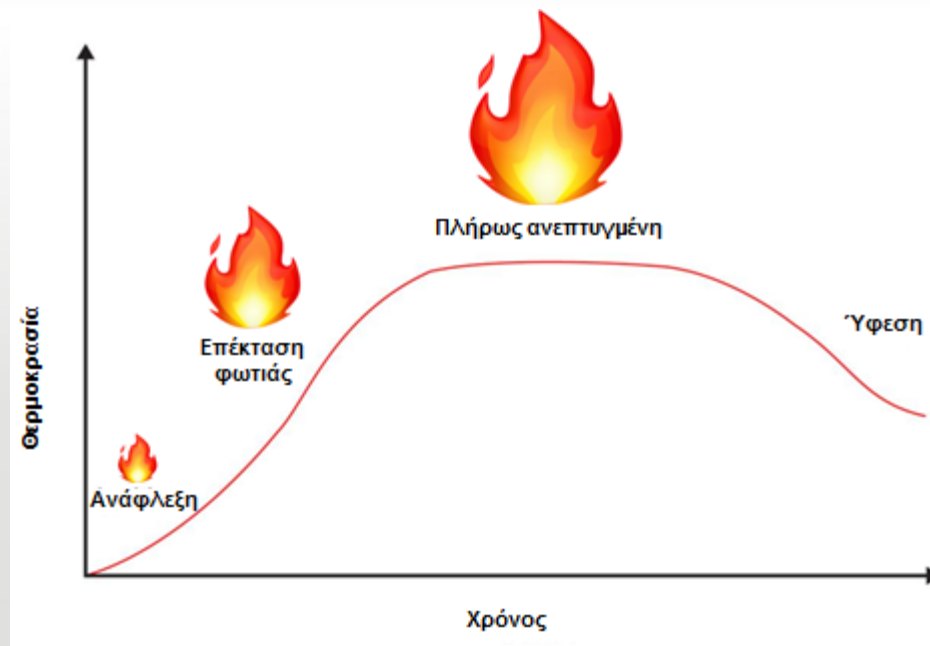 Πλήρως ανεπτυγμένη
Ύφεση
Επέκταση
φωτιάς
Θερμοκρασία
Ανάφλεξη
Χρόνος